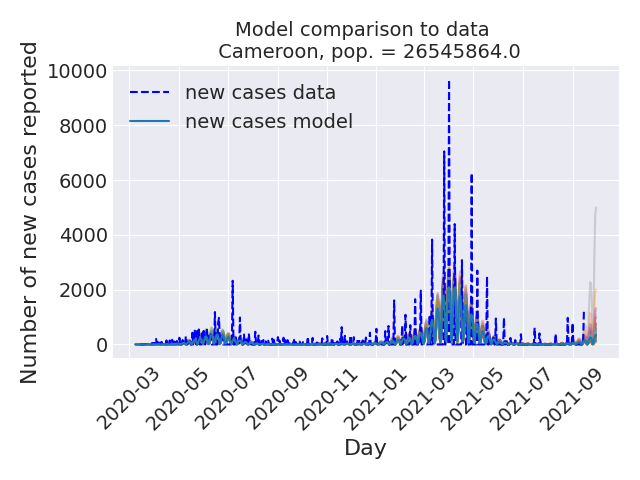 Model comparison to data
Cameroon, pop. = 26545864.0
Number of new cases reported
10000
8000
6000
4000
2000
0
new cases data
new cases model
2020-03
2020-05
2020-07
2020-09
2020-11
2021-01
2021-03
2021-05
2021-07
2021-09
Day